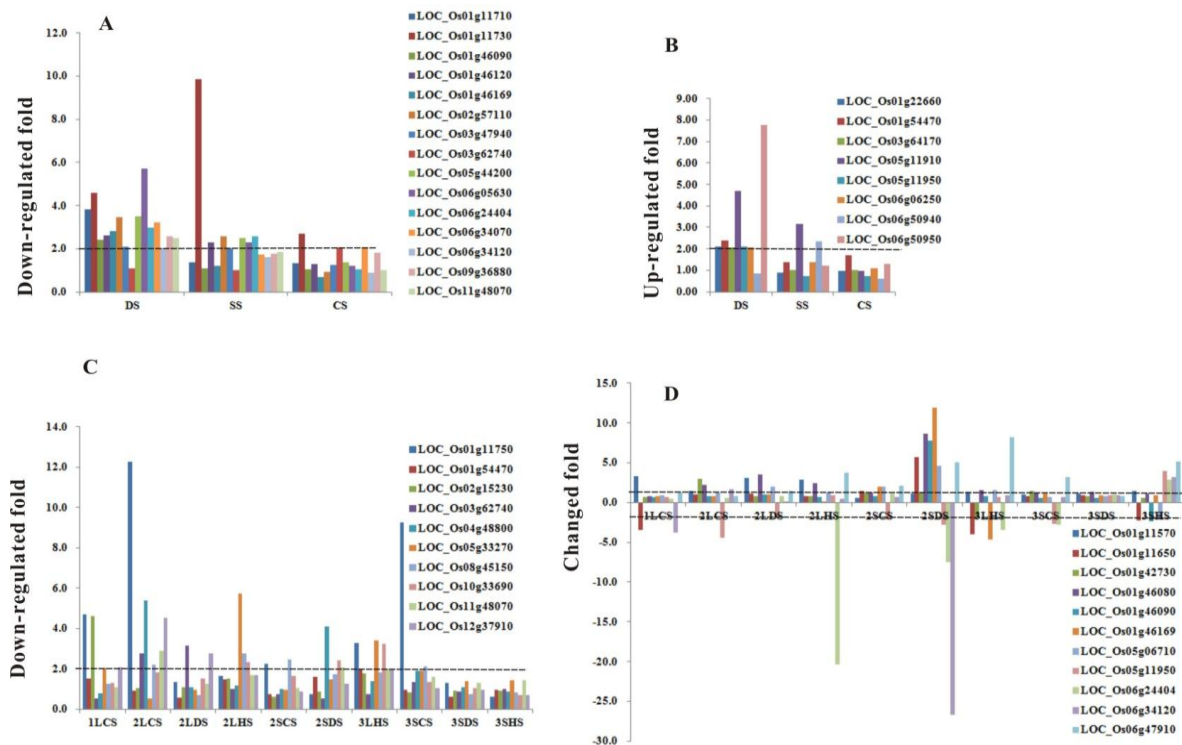 A
Down-regulated fold
12.0
10.0
8.0
6.0
4.0
2.0
0.0
DS SS CS
LOC_Os01g11710
LOC_Os01g11730
LOC_Os01g46090
LOC_Os01g46120
LOC_Os01g46169
LOC_Os02g57110
LOC_Os03g47940
LOC_Os03g62740
LOC_Os05g44200
LOC_Os06g05630
LOC_Os06g24404
LOC_Os06g34070
LOC_Os06g34120
LOC_Os09g36880
LOC_Os11g48070
B
Up-regulated fold
9.00
8.00
7.00
6.00
5.00
4.00
3.00
2.00
1.00
0.00
DS SS CS
LOC_Os01g22660
LOC_Os01g54470
LOC_Os03g64170
LOC_Os05g11910
LOC_Os05g11950
LOC_Os06g06250
LOC_Os06g50940
LOC_Os06g50950
C
Down-regulated fold
14.0
12.0
10.0
8.0
6.0
4.0
2.0
0.0
1LCS 2LCS 2LDS 2LHS 2SCS 2SDS 3LHS 3SCS 3SDS 3SHS
LOC_Os01g11750
LOC_Os01g54470
LOC_Os02g15230
LOC_Os03g62740
LOC_Os04g48800
LOC_Os05g33270
LOC_Os08g45150
LOC_Os10g33690
LOC_Os11g48070
LOC_Os12g37910
D
Changed fold
15.0
10.0
5.0
0.0
-5.0
-10.0
-15.0
-20.0
-25.0
-30.0
1LCS 2LCS 2LDS 2LHS 2SCS 2SDS 3LHS 3SCS 3SDS 3SHS
LOC_Os01g11570
LOC_Os01g11650
LOC_Os01g42730
LOC_Os01g46080
LOC_Os01g46090
LOC_Os01g46169
LOC_Os05g06710
LOC_Os05g11950
LOC_Os06g24404
LOC_Os06g34120
LOC_Os06g47910